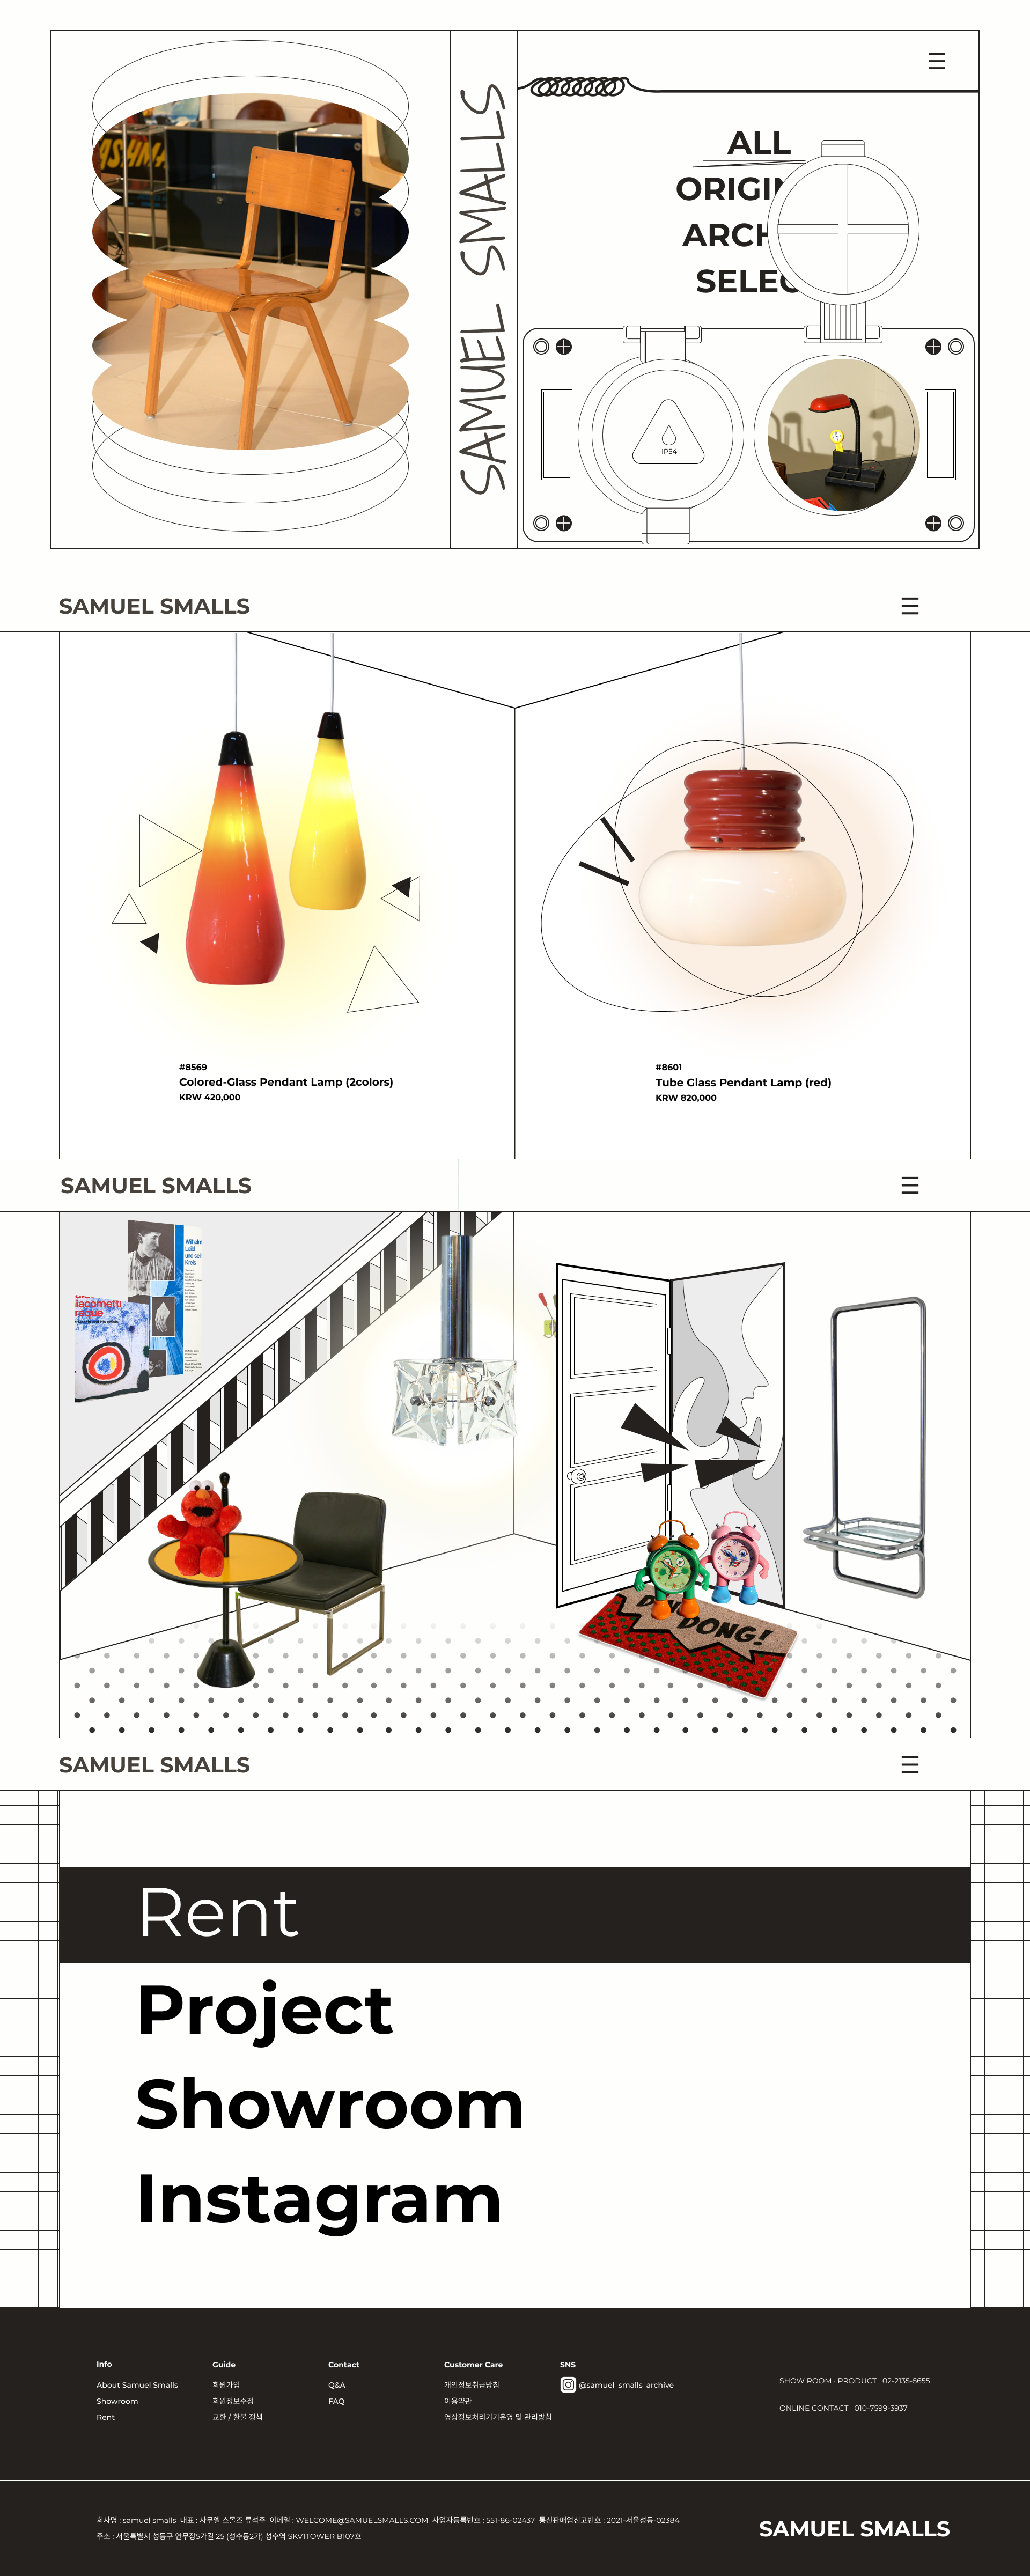 SAMUEL SMALLS
ALL
ORIGIN
ARCH
SELEC
IP54
SAMUEL SMALLS
#8569
Colored-Glass Pendant Lamp (2colors)
KRW 420,000
#8601
Tube Glass Pendant Lamp (red)
KRW 820,000
SAMUEL SMALLS
Wilhelm
Leibl
und sein
Kreis
iacometti
raque
DING
DONG!
SAMUEL SMALLS
Rent
Project
Showroom
Instagram
Info
About Samuel Smalls
Showroom
Rent
Guide
회원가입
회원정보수정
교환 / 환불 정책
Contact
Q&A
FAQ
Customer Care
개인정보취급방침
이용약관
영상정보처리기기운영 및 관리방침
SNS
@samuel_smalls_archive
SHOW ROOM · PRODUCT 02-2135-5655
ONLINE CONTACT 010-7599-3937
회사명 : samuel smalls 대표 : 사무엘 스몰즈 류석주 이메일 : WELCOME@SAMUELSMALLS.COM 사업자등록번호 : 551-86-02437 통신판매업신고번호 : 2021-서울성동-02384
주소 : 서울특별시 성동구 연무장5가길 25 (성수동2가) 성수역 SKV1TOWER B107호
SAMUEL SMALLS